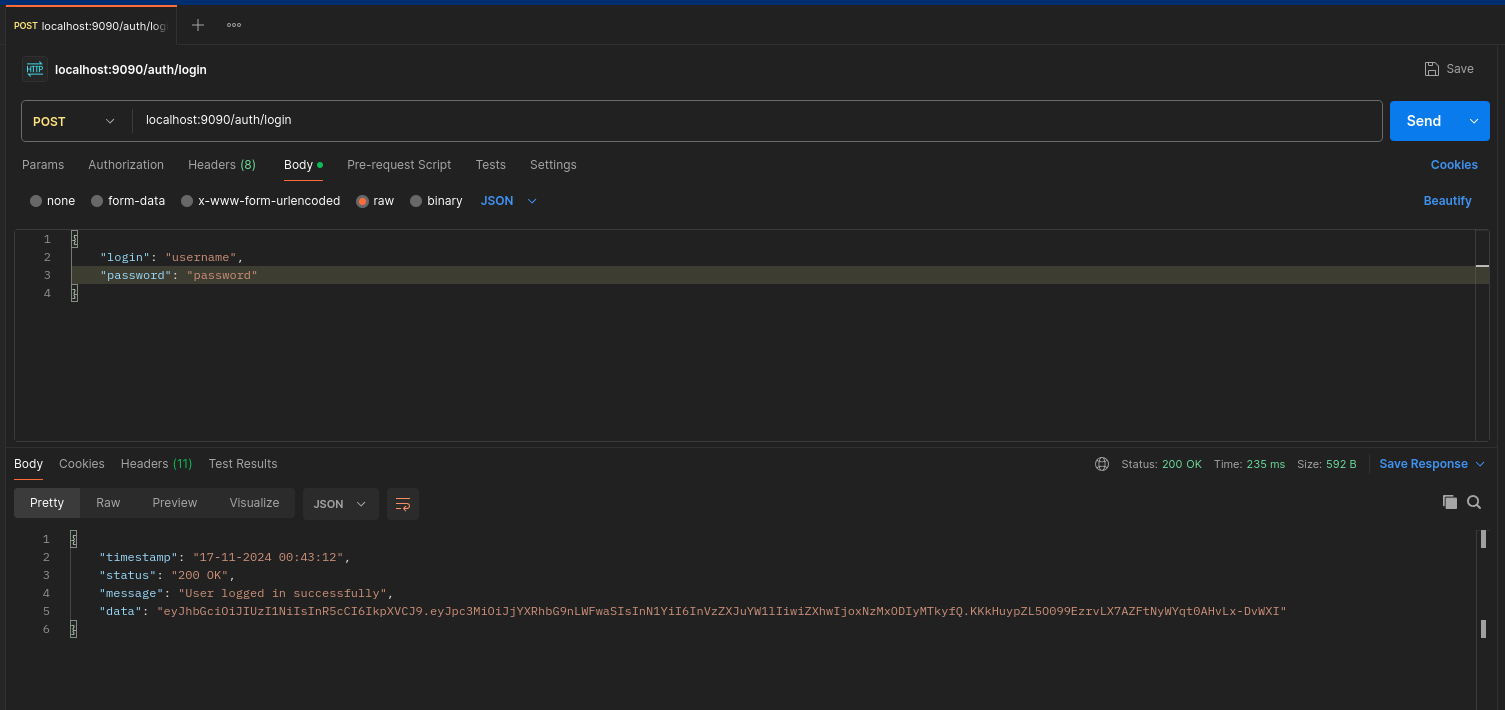 POST localhost:9090/auth/log
HTTP localhost:9090/auth/login
Save
POST localhost:9090/auth/login
Send
Params Authorization Headers (8) Body Pre-request Script Tests Settings Cookies
none form-data x-www-form-urlencoded raw binary JSON Beautify
1 {
2 "login": "username",
3 "password": "password"
4 }
Body Cookies Headers (11) Test Results Status: 200 OK Time: 235 ms Size: 592 B Save Response
Pretty Raw Preview Visualize JSON
1 {
2 "timestamp": "17-11-2024 00:43:12",
3 "status": "200 OK",
4 "message": "User logged in successfully",
5 "data": "eyJhbGciOiJIUzI1NiIsInR5cCI6IkpXVCJ9.eyJpc3MiOiJjYXRhbG9nLWFwaSIsInN1YiI6InVzZXJuYW1lIiwiZXhwIjoxNzMxODIyMTkyfQ.KKkHuypZL5O099EzrvLX7AZFtNyWYqt0AHvLx-DvWXI"
6 }